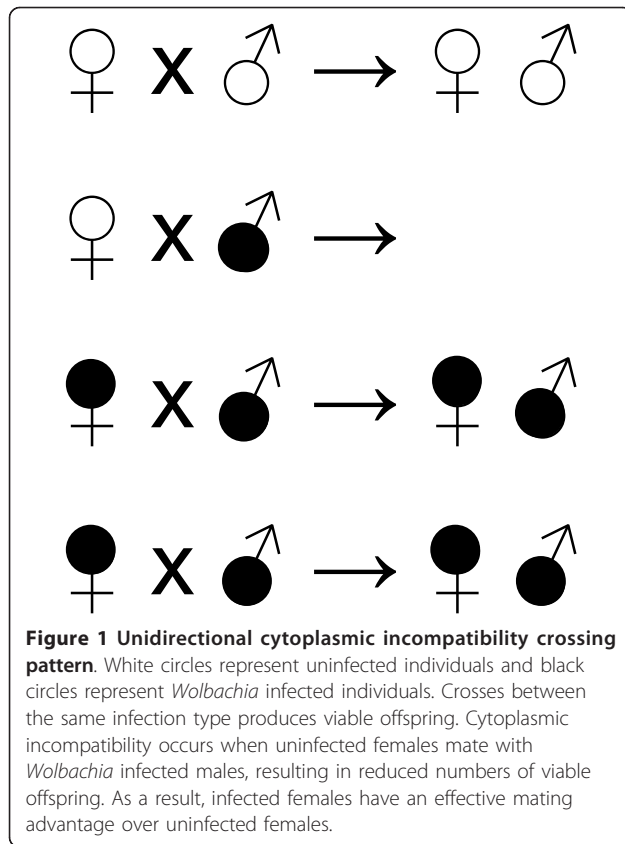 X
X
X
X
Figure 1 Unidirectional cytoplasmic incompatibility crossing
pattern. White circles represent uninfected individuals and black
circles represent Wolbachia infected individuals. Crosses between
the same infection type produces viable offspring. Cytoplasmic
incompatibility occurs when uninfected females mate with
Wolbachia infected males, resulting in reduced numbers of viable
offspring. As a result, infected females have an effective mating
advantage over uninfected females.